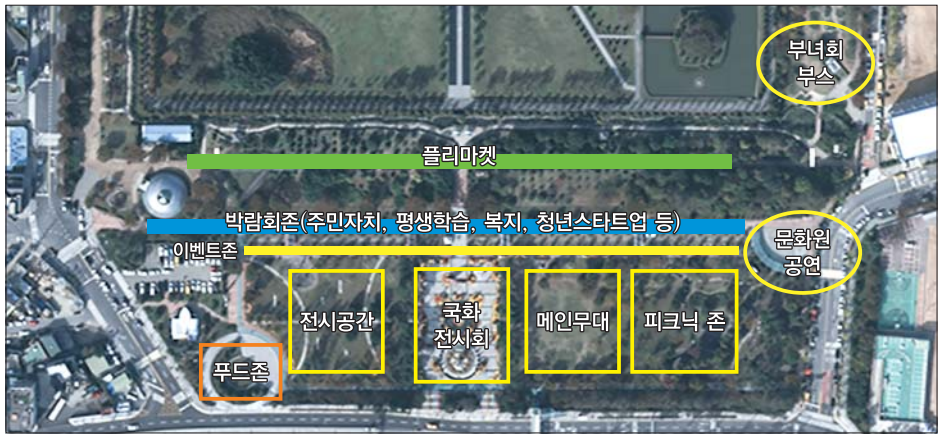 부녀회
부스
플리마켓
박람회존(주민자치, 평생학습, 복지, 청년스타트업 등)
이벤트존
문화원
공연
전시공간
국화
전시회
메인무대
피크닉 존
푸드존